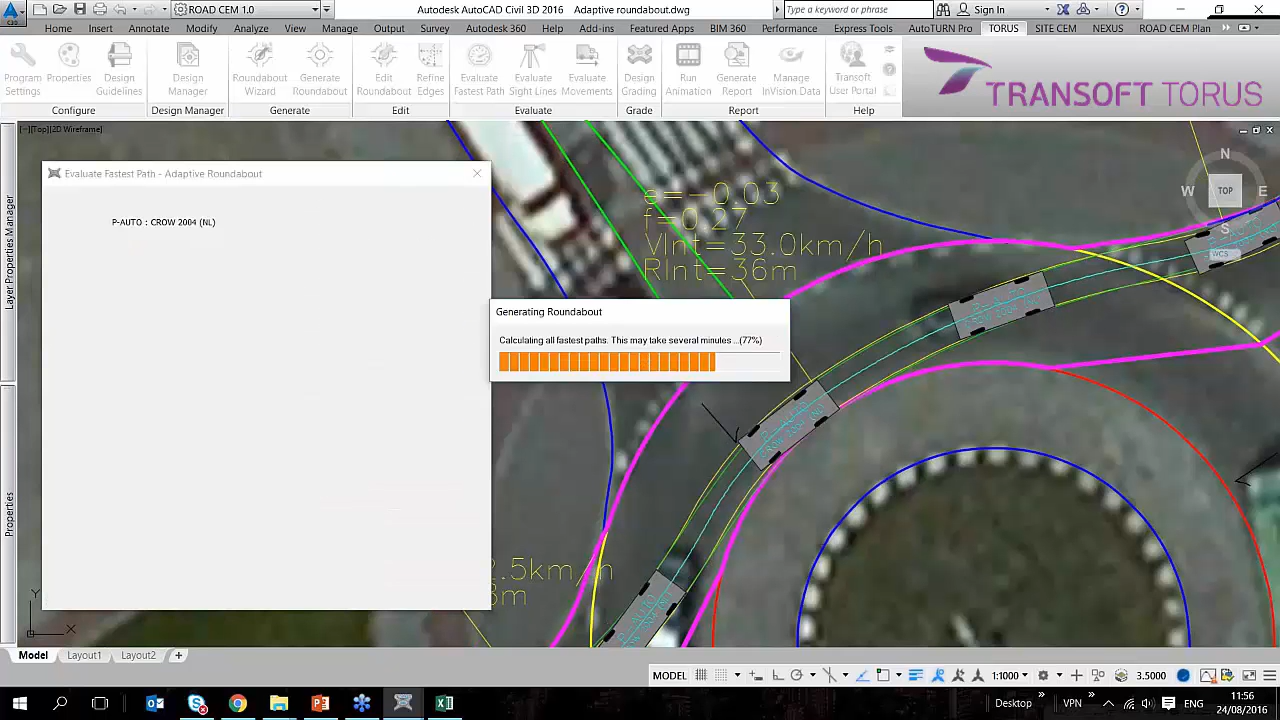 ROAD CEM 1.0
Autodesk AutoCAD Civil 3D 2016 Adaptive roundabout.dwg
Type a keyword or phrase
Sign In
C3D
Home Insert Annotate Modify Analyze View Manage Output Survey Autodesk 360 Help Add-ins Featured Apps BIM 360 Performance Express Tools AutoTURN Pro TORUS SITE CEM NEXUS ROAD CEM Plan
Program Settings
Properties
Design Guidelines
Design Manager
Roundabout Wizard
Generate Roundabout
Edit Roundabout
Refine Edges
Evaluate Fastest Path
Evaluate Sight Lines
Evaluate Movements
Design Grading
Run Animation
Generate Report
Manage InVision Data
Transoft User Portal
TRANSOFT TORUS
Configure Design Manager Generate Edit Evaluate Grade Report Help
[−][Top][2D Wireframe]
Layer Properties Manager
Properties
Evaluate Fastest Path - Adaptive Roundabout
P-AUTO : CROW 2004 (NL)
e=-0.03
f=0.27
VInt=33.0km/h
RInt=36m
N
W TOP E
S
WCS
Generating Roundabout
Calculating all fastest paths. This may take several minutes ...(77%)
P - AUTO
CROW 2004 (NL)
2.5km/h
Y
X
Model Layout1 Layout2 +
MODEL 1:1000 3.5000
Desktop VPN ENG
11:56
24/08/2016